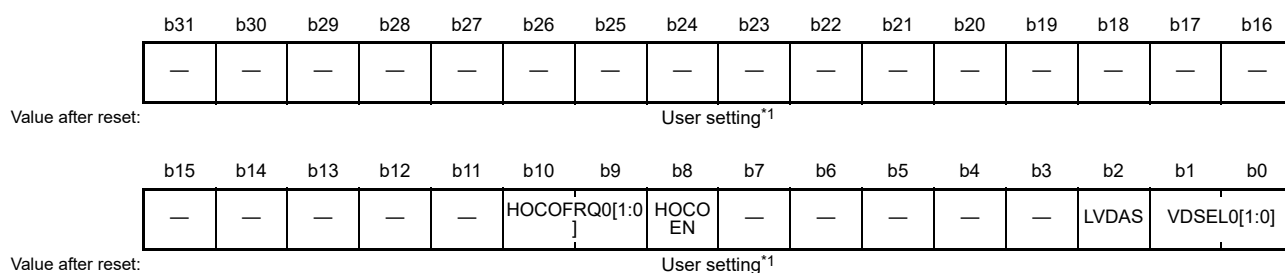 b31 b30 b29 b28 b27 b26 b25 b24 b23 b22 b21 b20 b19 b18 b17 b16
— — — — — — — — — — — — — — — —
Value after reset: User setting*1
b15 b14 b13 b12 b11 b10 b9 b8 b7 b6 b5 b4 b3 b2 b1 b0
— — — — — HOCOFRQ0[1:0] HOCOEN — — — — — LVDAS VDSEL0[1:0]
Value after reset: User setting*1